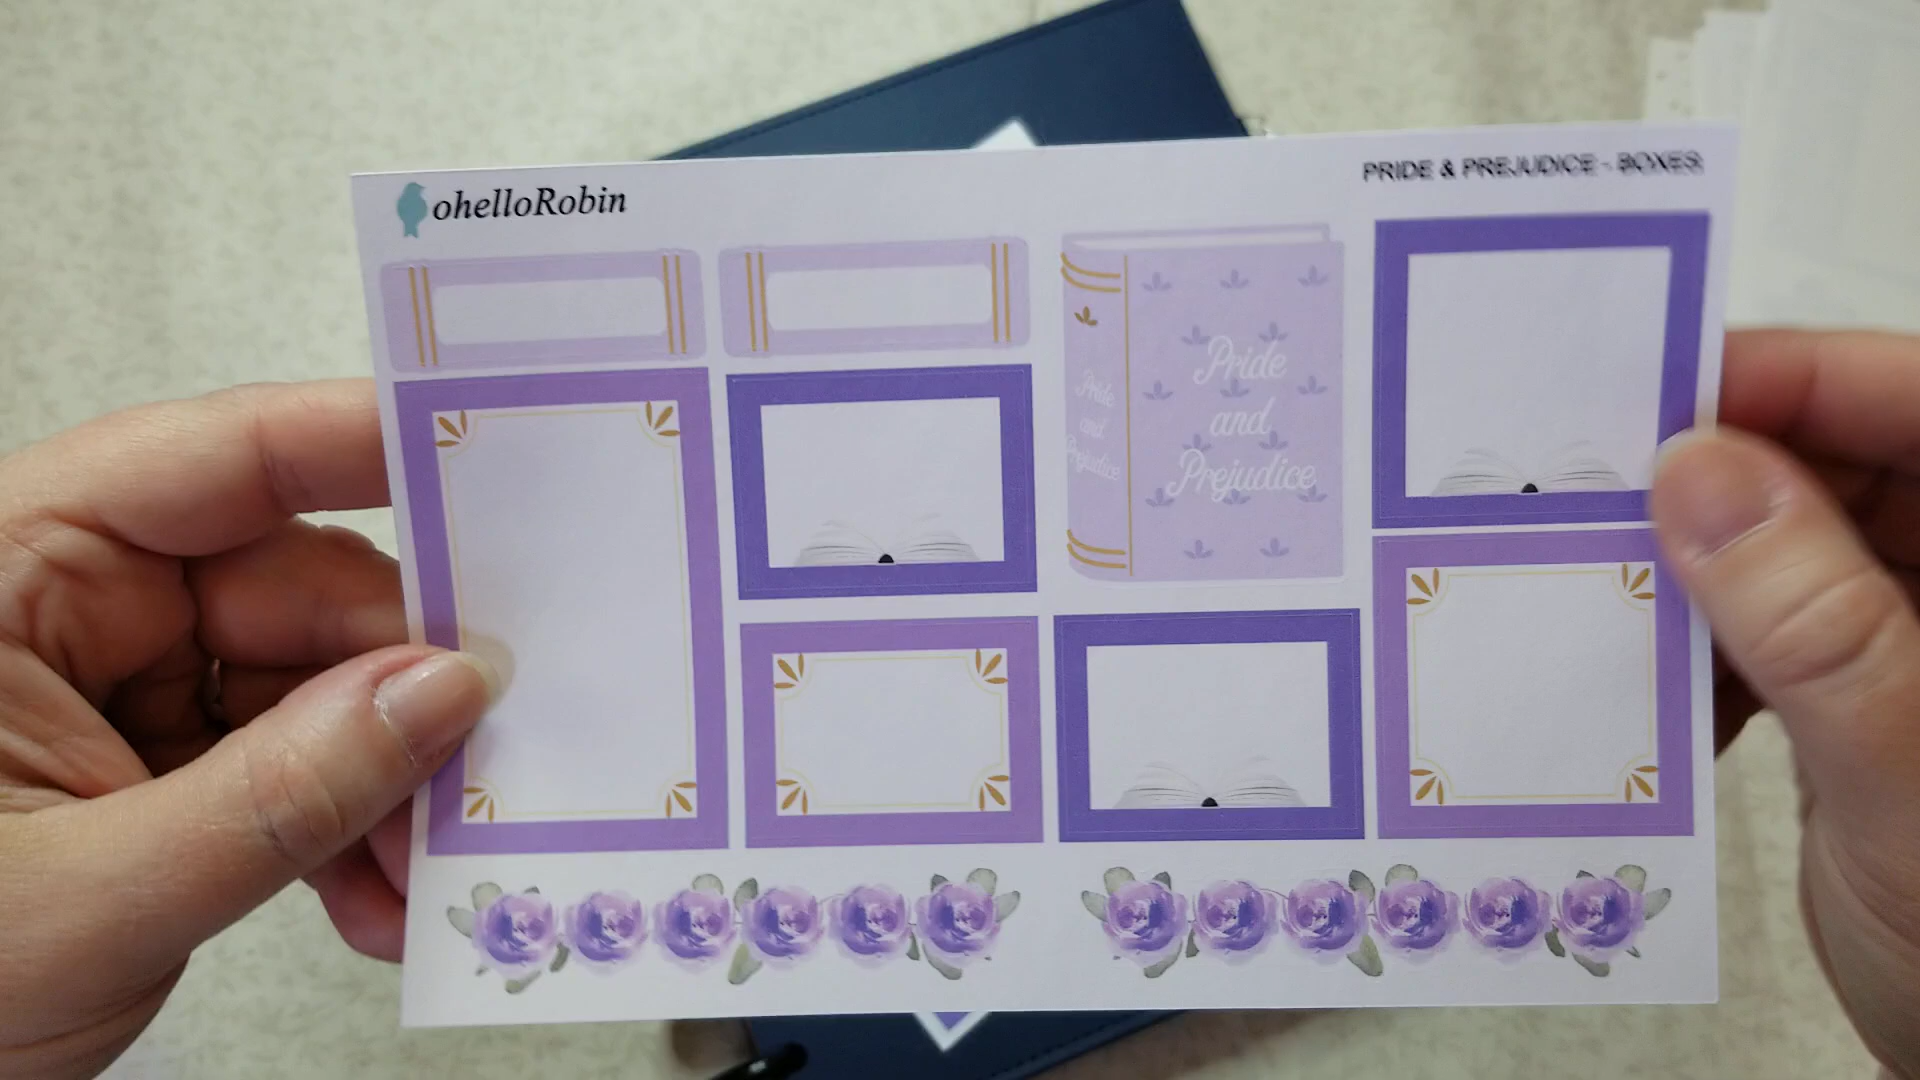 ohelloRobin
PRIDE & PREJUDICE - BOXES
Pride
and
Prejudice
Pride
and
Prejudice